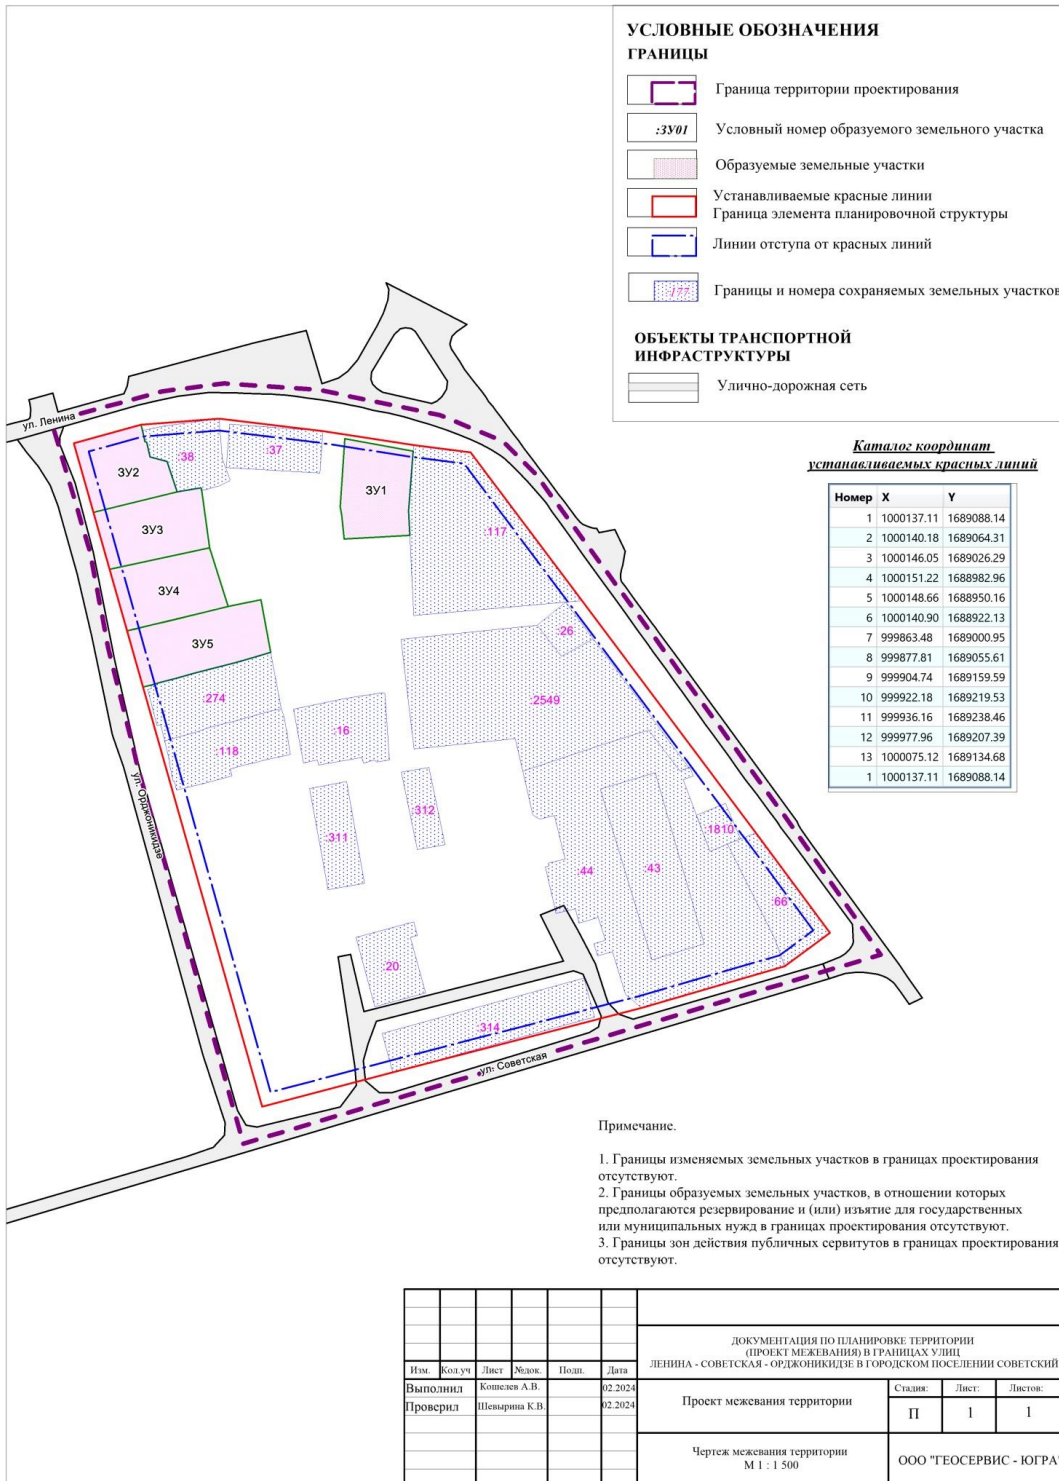 УСЛОВНЫЕ ОБОЗНАЧЕНИЯ
ГРАНИЦЫ
Граница территории проектирования
:ЗУ01 Условный номер образуемого земельного участка
Образуемые земельные участки
Устанавливаемые красные линии
Граница элемента планировочной структуры
Линии отступа от красных линий
:177 Границы и номера сохраняемых земельных участков
ОБЪЕКТЫ ТРАНСПОРТНОЙ
ИНФРАСТРУКТУРЫ
Улично-дорожная сеть
ул. Ленина
:38
:37
ЗУ2
ЗУ1
ЗУ3
:117
ЗУ4
:26
ЗУ5
:274
:2549
:16
:118
ул. Орджоникидзе
:312
:311
:1810
:44
:43
:66
:20
:314
ул. Советская
Каталог координат
устанавливаемых красных линий
Номер X Y
1 1000137.11 1689088.14
2 1000140.18 1689064.31
3 1000146.05 1689026.29
4 1000151.22 1688982.96
5 1000148.66 1688950.16
6 1000140.90 1688922.13
7 999863.48 1689000.95
8 999877.81 1689055.61
9 999904.74 1689159.59
10 999922.18 1689219.53
11 999936.16 1689238.46
12 999977.96 1689207.39
13 1000075.12 1689134.68
1 1000137.11 1689088.14
Примечание.
1. Границы изменяемых земельных участков в границах проектирования
отсутствуют.
2. Границы образуемых земельных участков, в отношении которых
предполагаются резервирование и (или) изъятие для государственных
или муниципальных нужд в границах проектирования отсутствуют.
3. Границы зон действия публичных сервитутов в границах проектирования
отсутствуют.
ДОКУМЕНТАЦИЯ ПО ПЛАНИРОВКЕ ТЕРРИТОРИИ
(ПРОЕКТ МЕЖЕВАНИЯ) В ГРАНИЦАХ УЛИЦ
ЛЕНИНА - СОВЕТСКАЯ - ОРДЖОНИКИДЗЕ В ГОРОДСКОМ ПОСЕЛЕНИИ СОВЕТСКИЙ
Изм. Кол.уч Лист №док. Подп. Дата
Выполнил Кошелев А.В. 02.2024
Проверил Шевырина К.В. 02.2024
Проект межевания территории
Стадия: Лист: Листов:
П 1 1
Чертеж межевания территории
М 1 : 1 500
ООО "ГЕОСЕРВИС - ЮГРА"